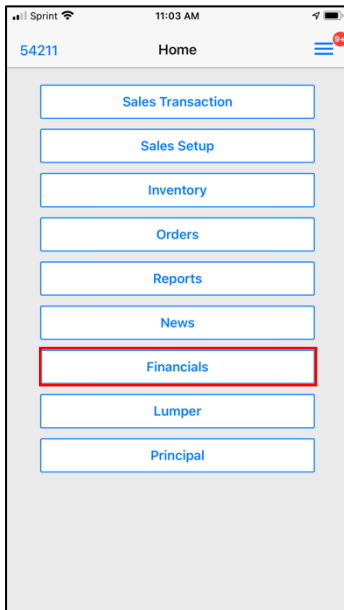 Sprint 11:03 AM
54211 Home 9+
Sales Transaction
Sales Setup
Inventory
Orders
Reports
News
Financials
Lumper
Principal